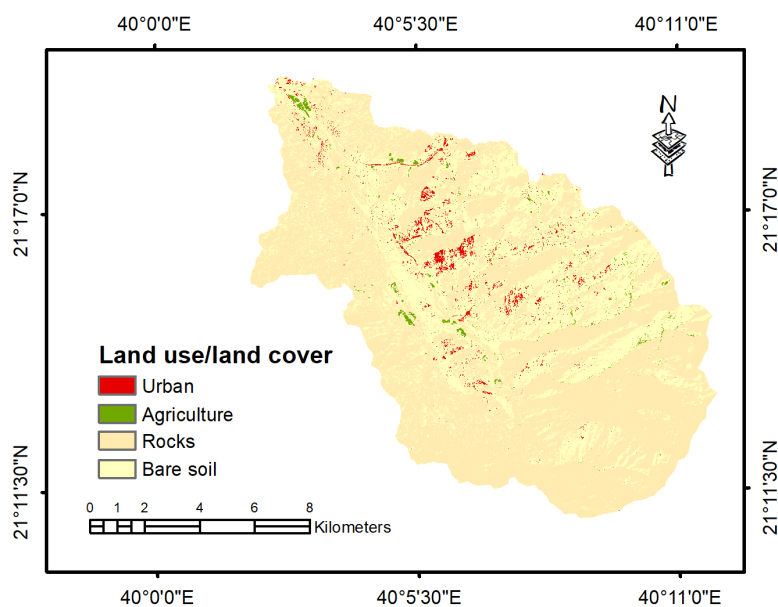 40°0'0"E 40°5'30"E 40°11'0"E
N
21°17'0"N 21°17'0"N
Land use/land cover
Urban
Agriculture
Rocks
Bare soil
21°11'30"N 21°11'30"N
0 1 2 4 6 8
Kilometers
40°0'0"E 40°5'30"E 40°11'0"E